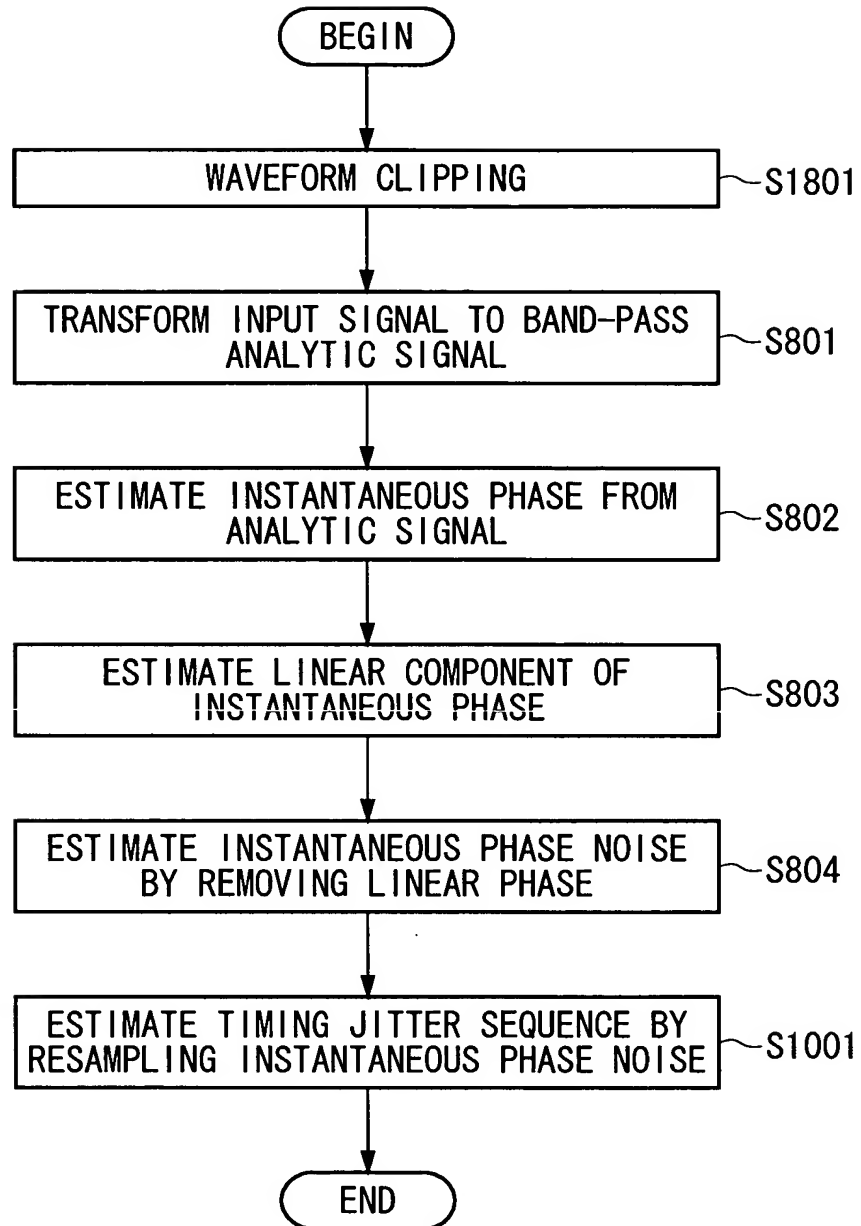 BEGIN
WAVEFORM CLIPPING
S1801
TRANSFORM INPUT SIGNAL TO BAND-PASS
ANALYTIC SIGNAL
S801
ESTIMATE INSTANTANEOUS PHASE FROM
ANALYTIC SIGNAL
S802
ESTIMATE LINEAR COMPONENT OF
INSTANTANEOUS PHASE
S803
ESTIMATE INSTANTANEOUS PHASE NOISE
BY REMOVING LINEAR PHASE
S804
ESTIMATE TIMING JITTER SEQUENCE BY
RESAMPLING INSTANTANEOUS PHASE NOISE
S1001
END